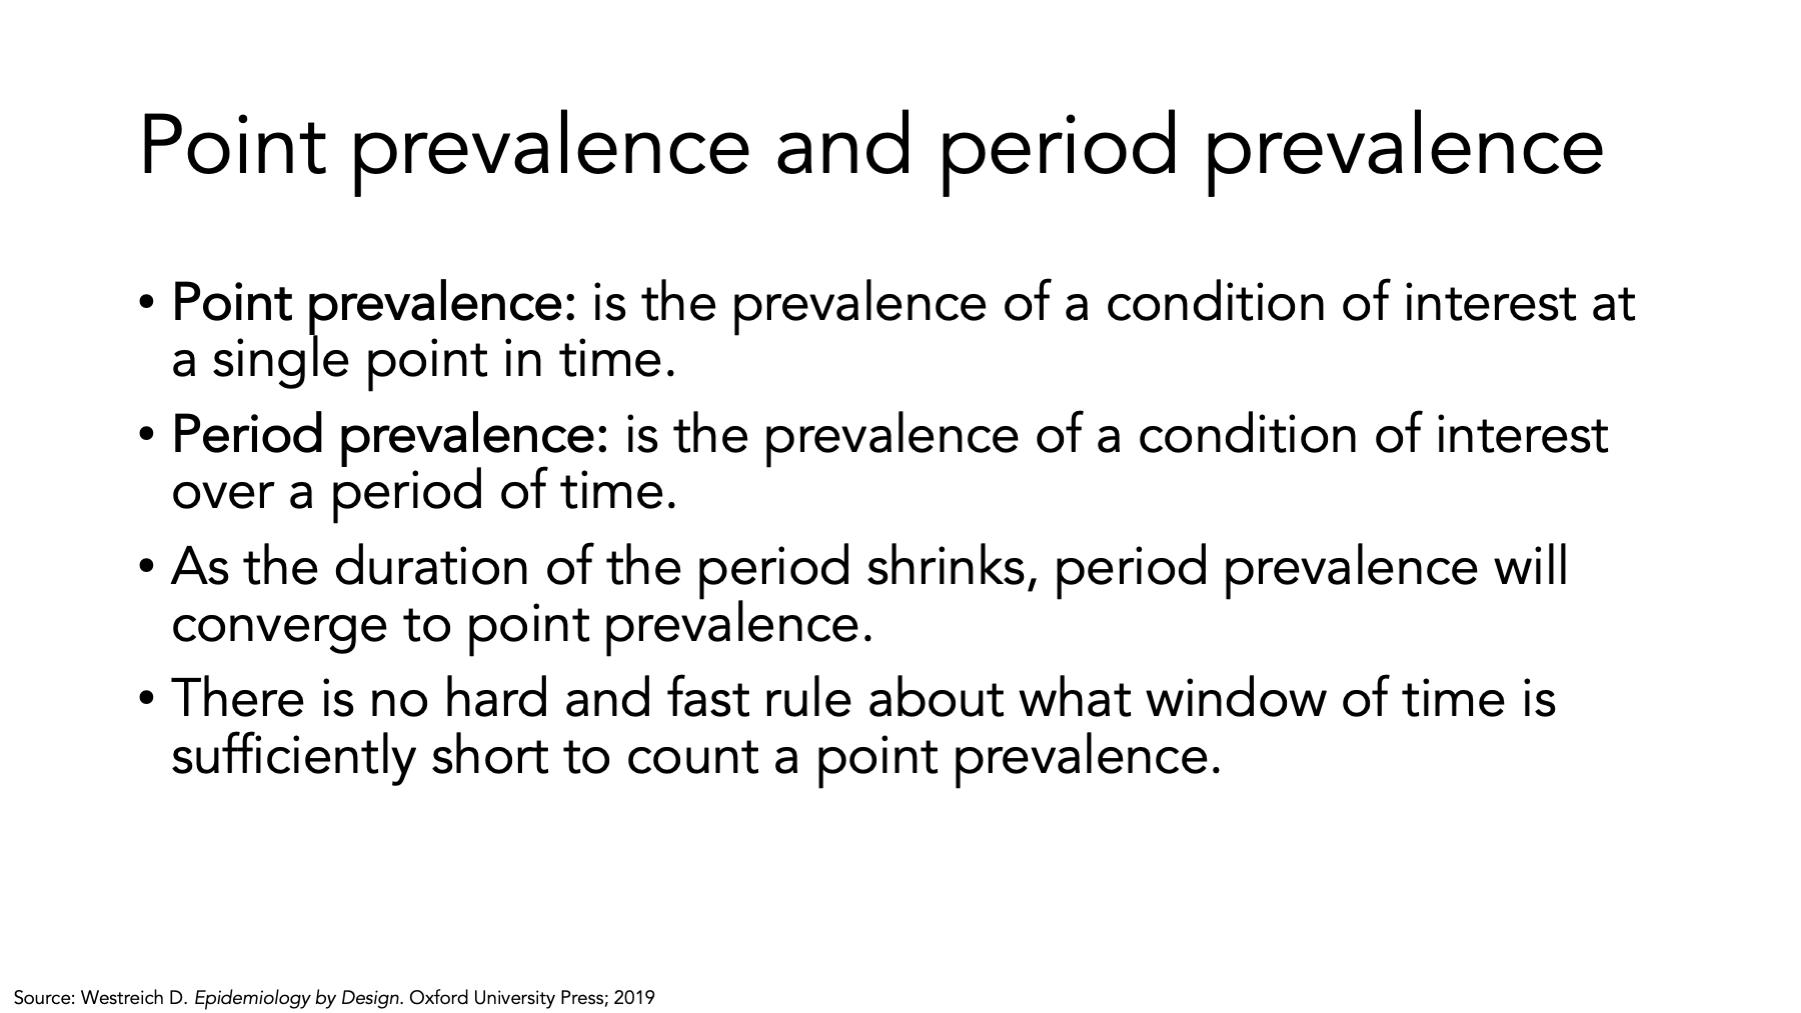 Point prevalence and period prevalence
• Point prevalence: is the prevalence of a condition of interest at
a single point in time.
• Period prevalence: is the prevalence of a condition of interest
over a period of time.
• As the duration of the period shrinks, period prevalence will
converge to point prevalence.
• There is no hard and fast rule about what window of time is
sufficiently short to count a point prevalence.
Source: Westreich D. Epidemiology by Design. Oxford University Press; 2019